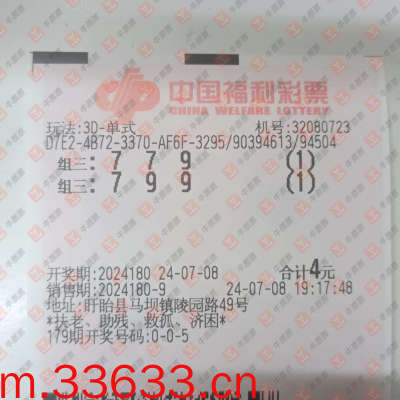 中国福利彩票
CHINA WELFARE LOTTERY
玩法:3D-单式 机号:32080723
D7E2-4B72-3370-AF6F-3295/90394613/94504
组三: 7 7 9 (1)
组三: 7 9 9 (1)
开奖期:2024180 24-07-08 合计4元
销售期:2024180-9 24-07-08 19:17:48
地址:盱眙县马坝镇陵园路49号
*扶老、助残、救孤、济困*
179期开奖号码:0-0-5
m.33633.cn